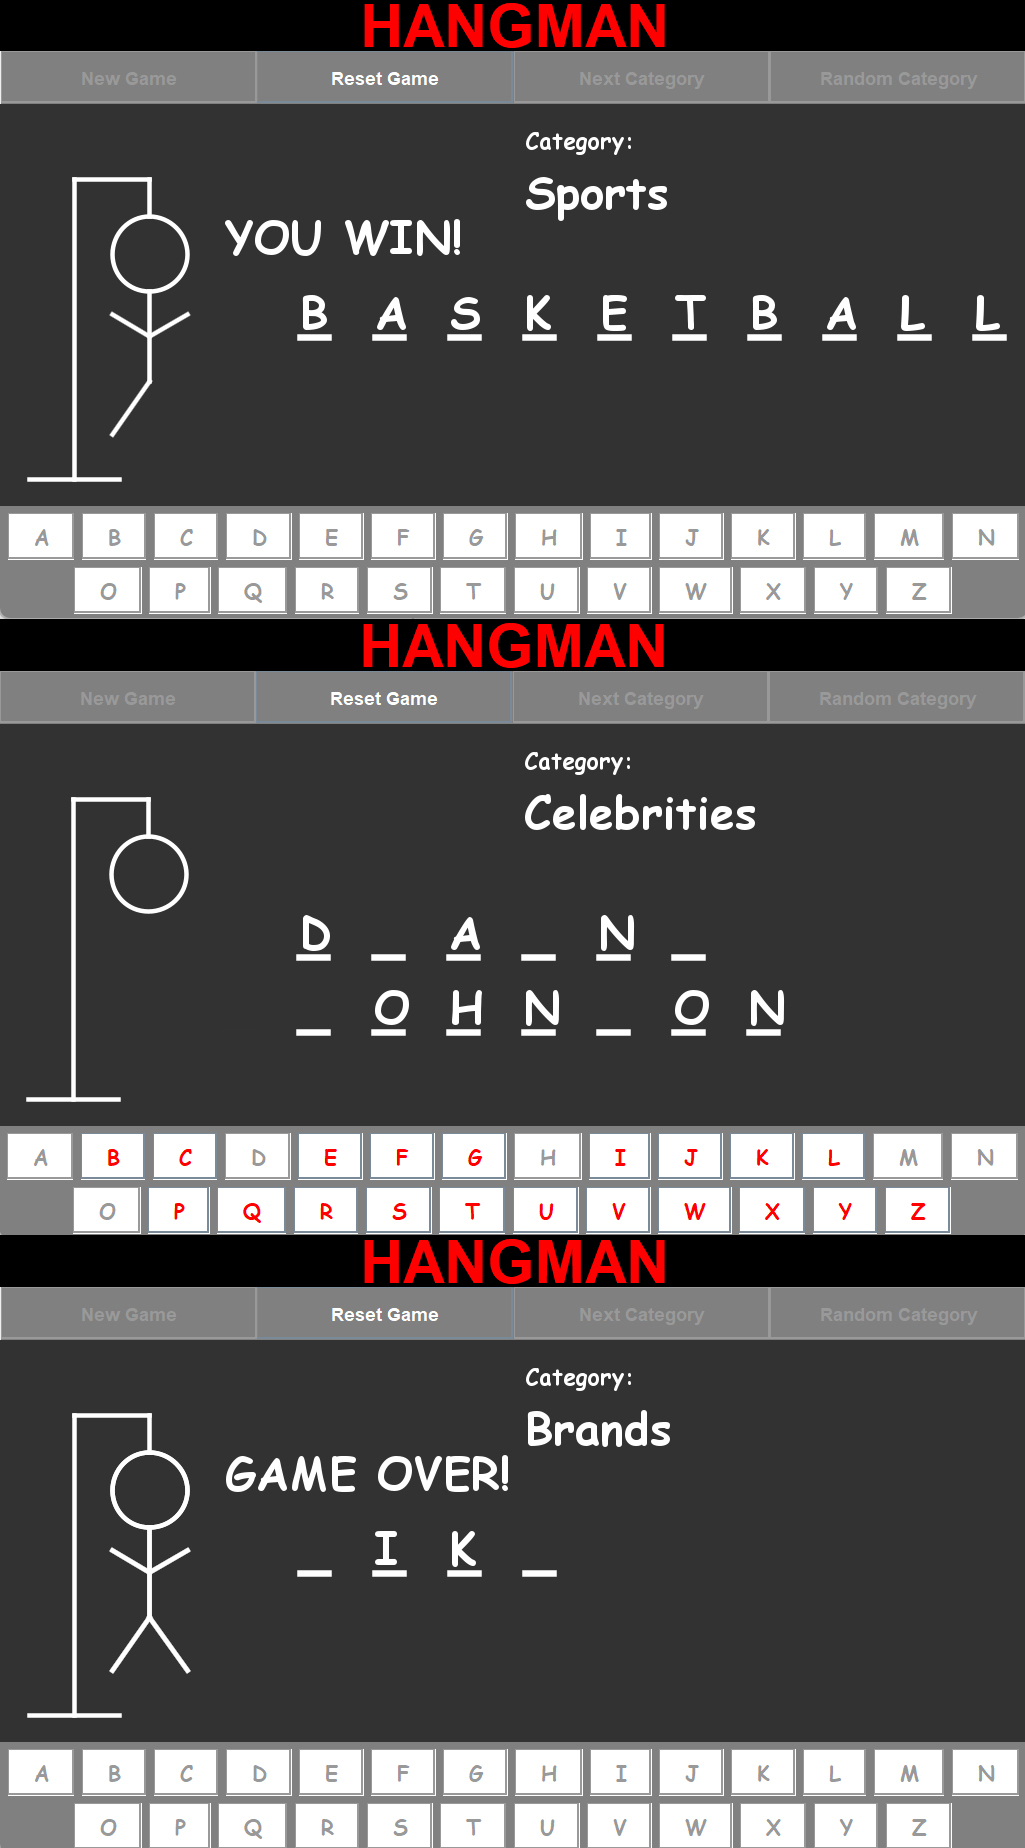 HANGMAN
New Game Reset Game Next Category Random Category
Category:
Sports
YOU WIN!
B A S K E T B A L L
A B C D E F G H I J K L M N
O P Q R S T U V W X Y Z
HANGMAN
New Game Reset Game Next Category Random Category
Category:
Celebrities
D _ A _ N _
_ O H N _ O N
A B C D E F G H I J K L M N
O P Q R S T U V W X Y Z
HANGMAN
New Game Reset Game Next Category Random Category
Category:
Brands
GAME OVER!
_ I K _
A B C D E F G H I J K L M N
O P Q R S T U V W X Y Z